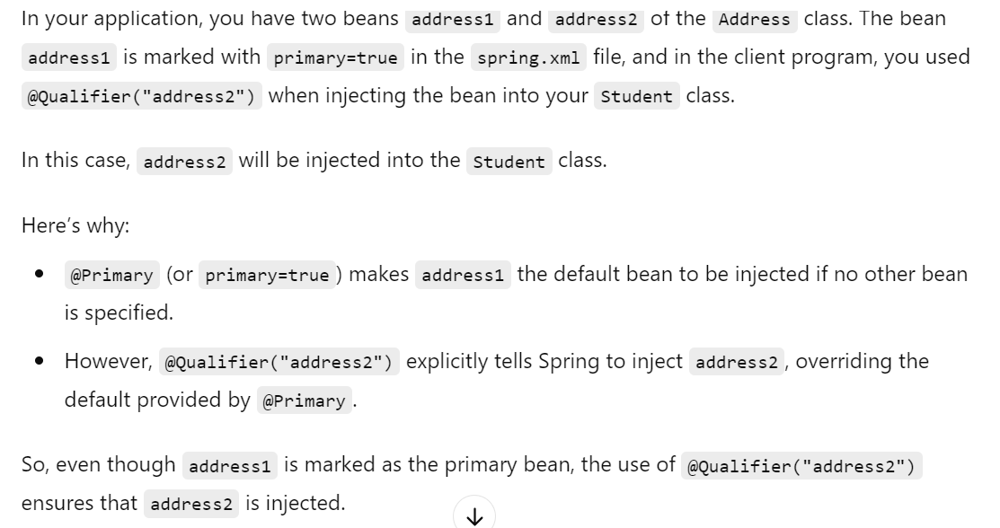 In your application, you have two beans address1 and address2 of the Address class. The bean
address1 is marked with primary=true in the spring.xml file, and in the client program, you used
@Qualifier("address2") when injecting the bean into your Student class.
In this case, address2 will be injected into the Student class.
Here's why:
• @Primary (or primary=true) makes address1 the default bean to be injected if no other bean
is specified.
• However, @Qualifier("address2") explicitly tells Spring to inject address2, overriding the
default provided by @Primary.
So, even though address1 is marked as the primary bean, the use of @Qualifier("address2")
ensures that address2 is injected.